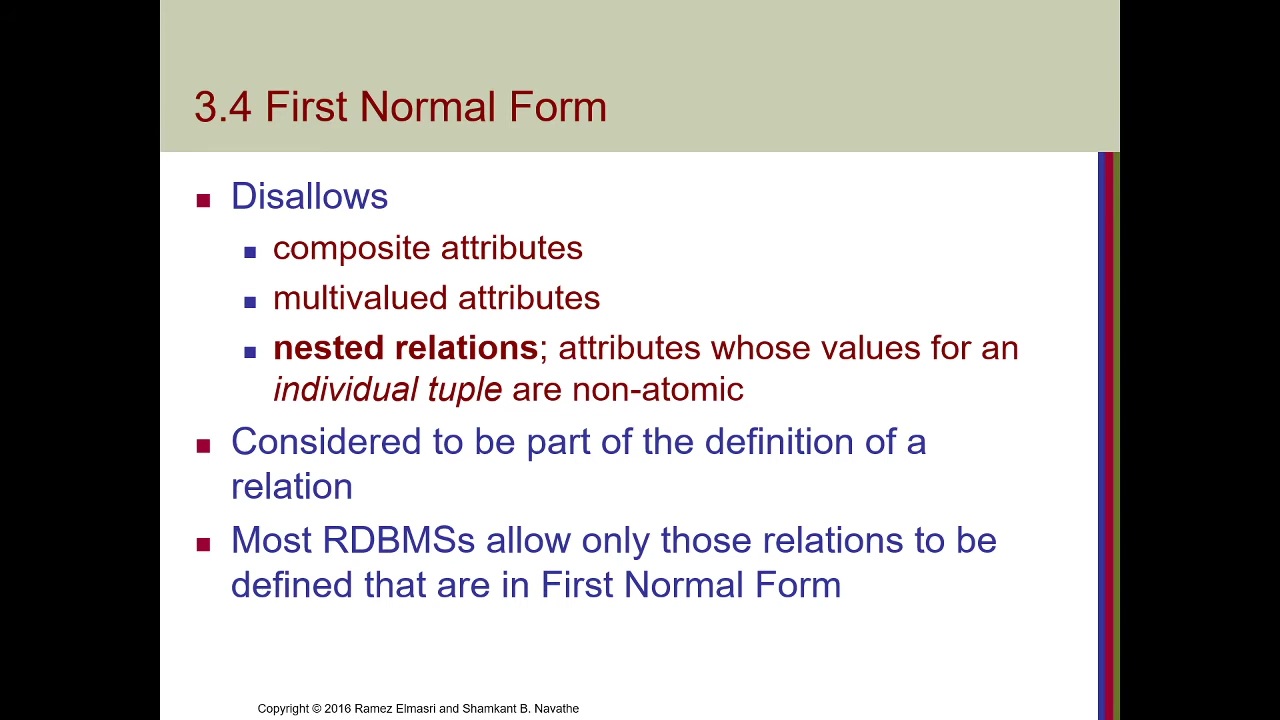 3.4 First Normal Form
Disallows
composite attributes
multivalued attributes
nested relations; attributes whose values for an
individual tuple are non-atomic
Considered to be part of the definition of a
relation
Most RDBMSs allow only those relations to be
defined that are in First Normal Form
Copyright © 2016 Ramez Elmasri and Shamkant B. Navathe